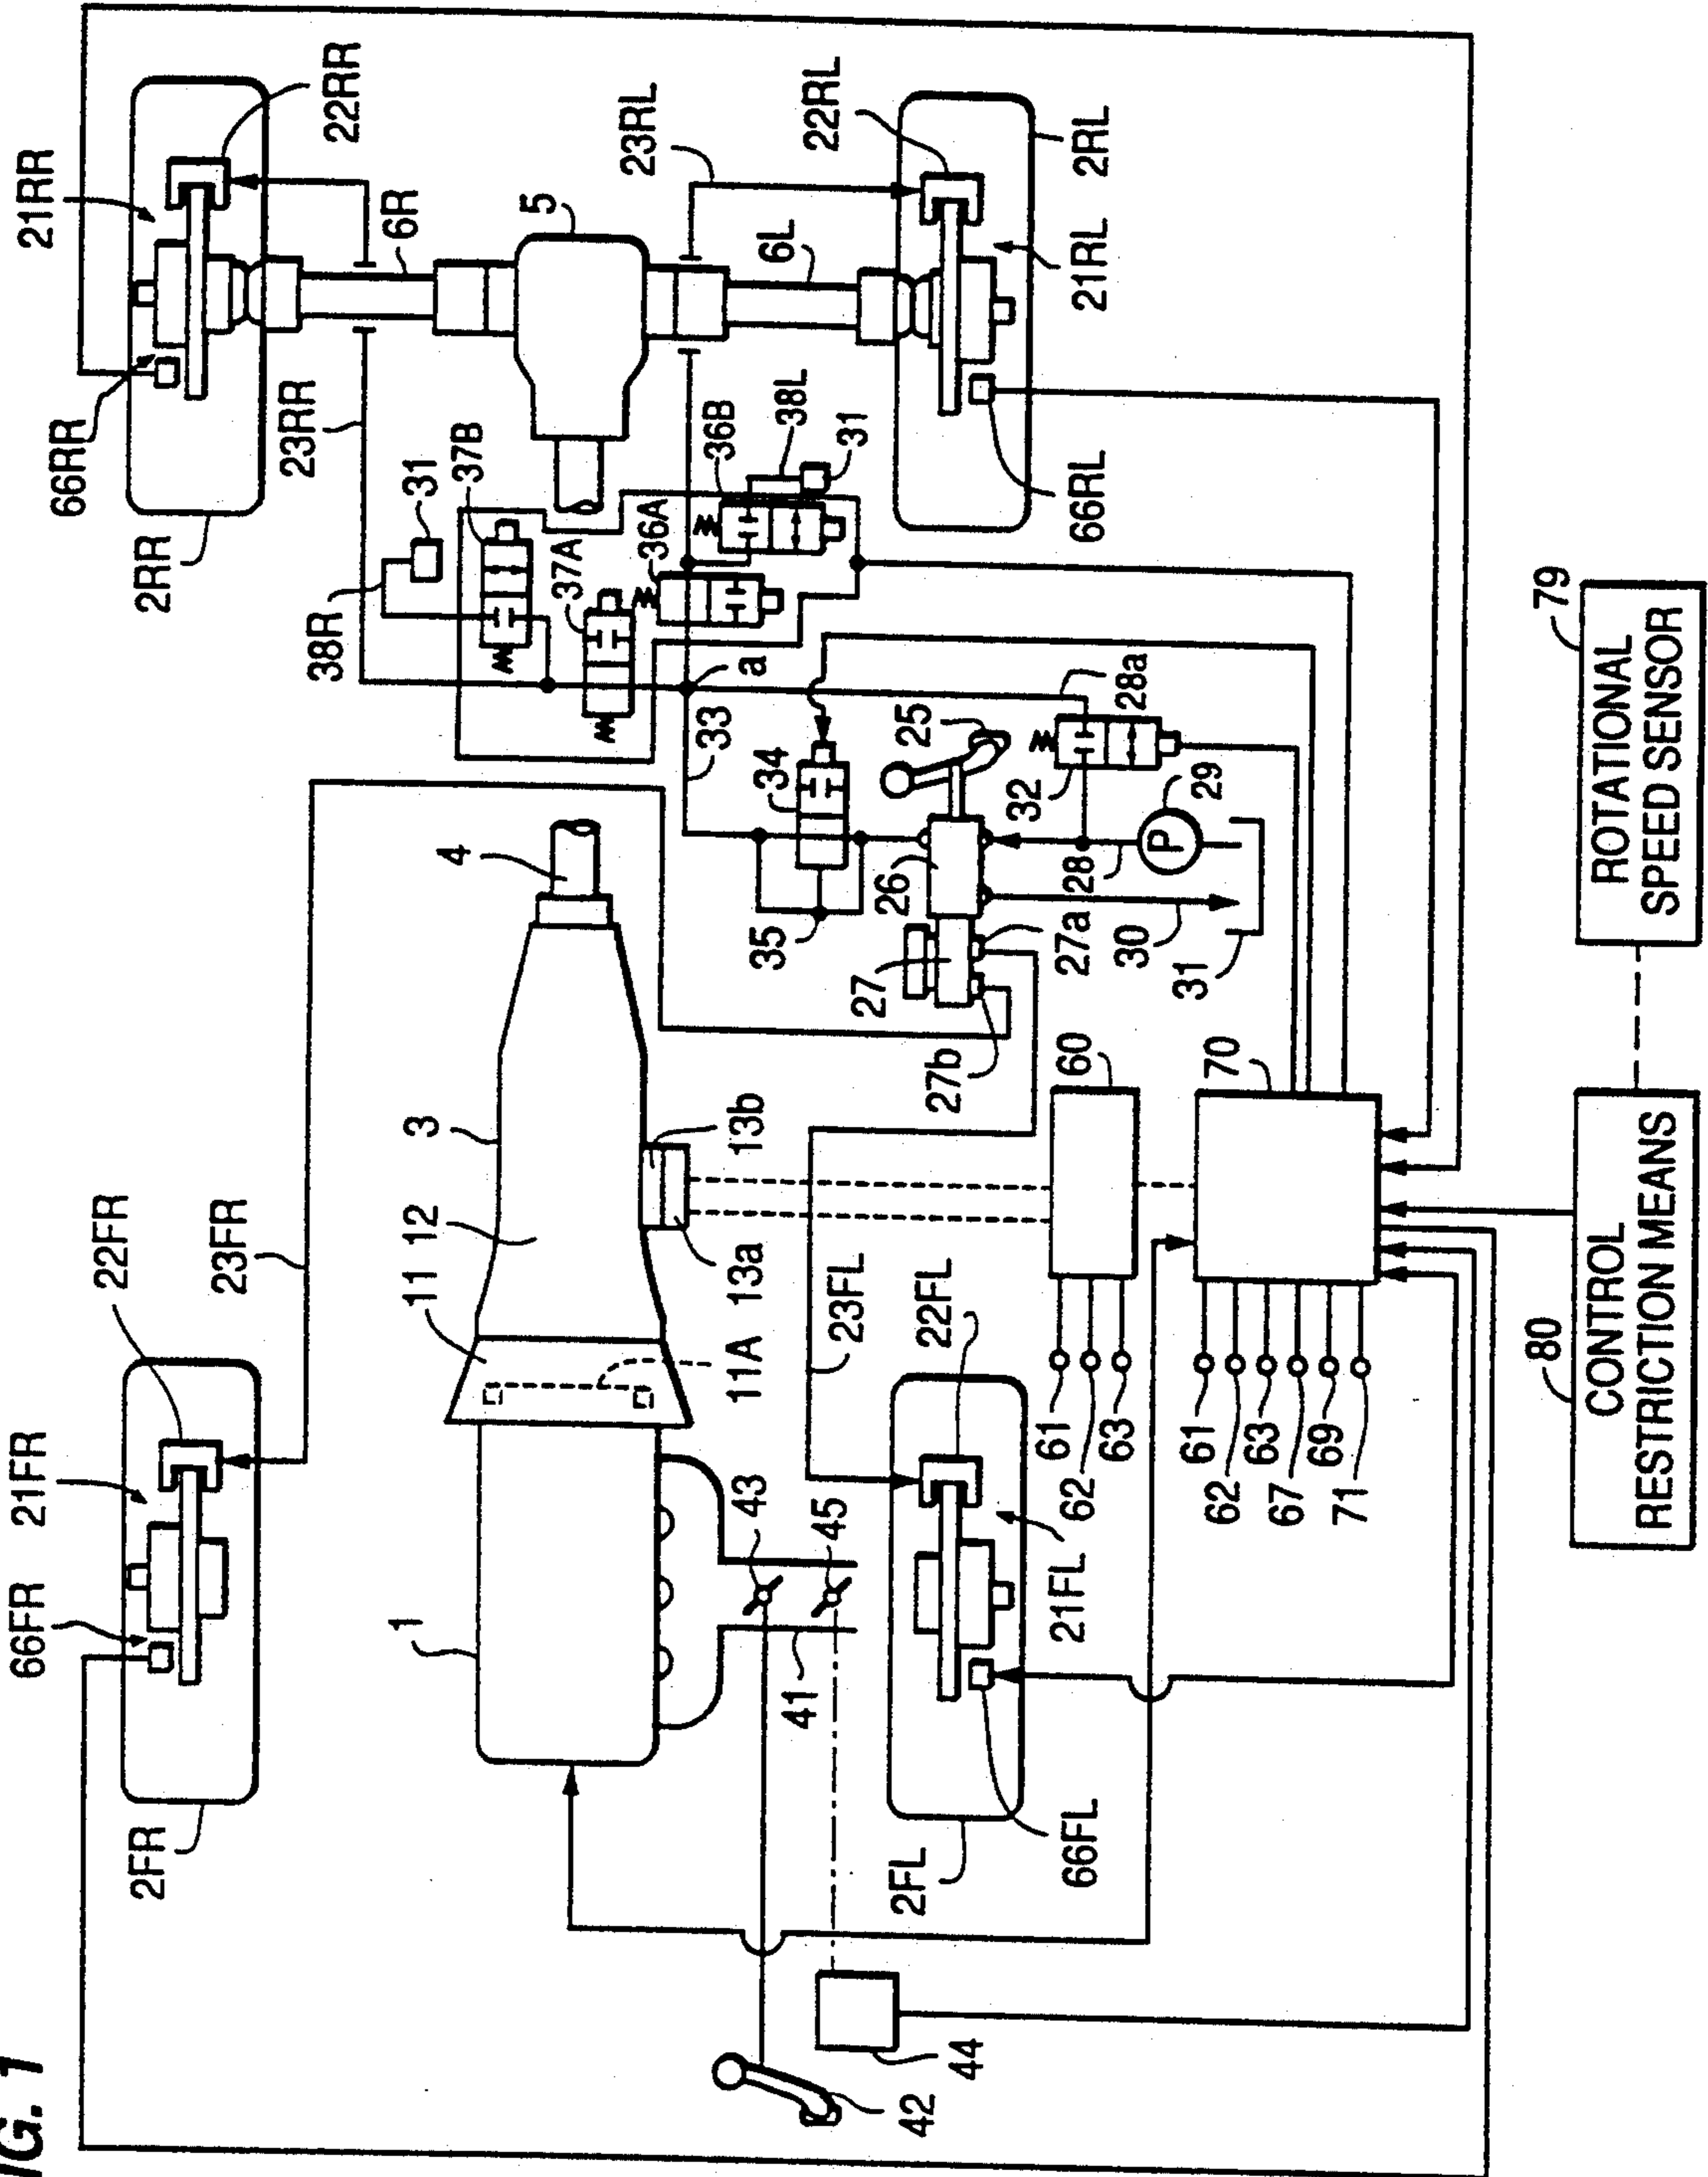 IG. 1
66FR
21FR
22FR
23FR
2FR
66RR
21RR
22RR
2RR
23RR
6R
38R
31
37B
5
23RL
37A
36A
36B
38L
31
6L
22RL
2RL
21RL
66RL
1
11
12
3
4
11A
13a
13b
33
a
34
35
25
26
27
27a
27b
28
28a
29
30
31
32
43
45
41
42
44
23FL
22FL
21FL
2FL
66FL
60
61
62
63
70
61
62
63
67
69
71
P
80
CONTROL
RESTRICTION MEANS
79
ROTATIONAL
SPEED SENSOR